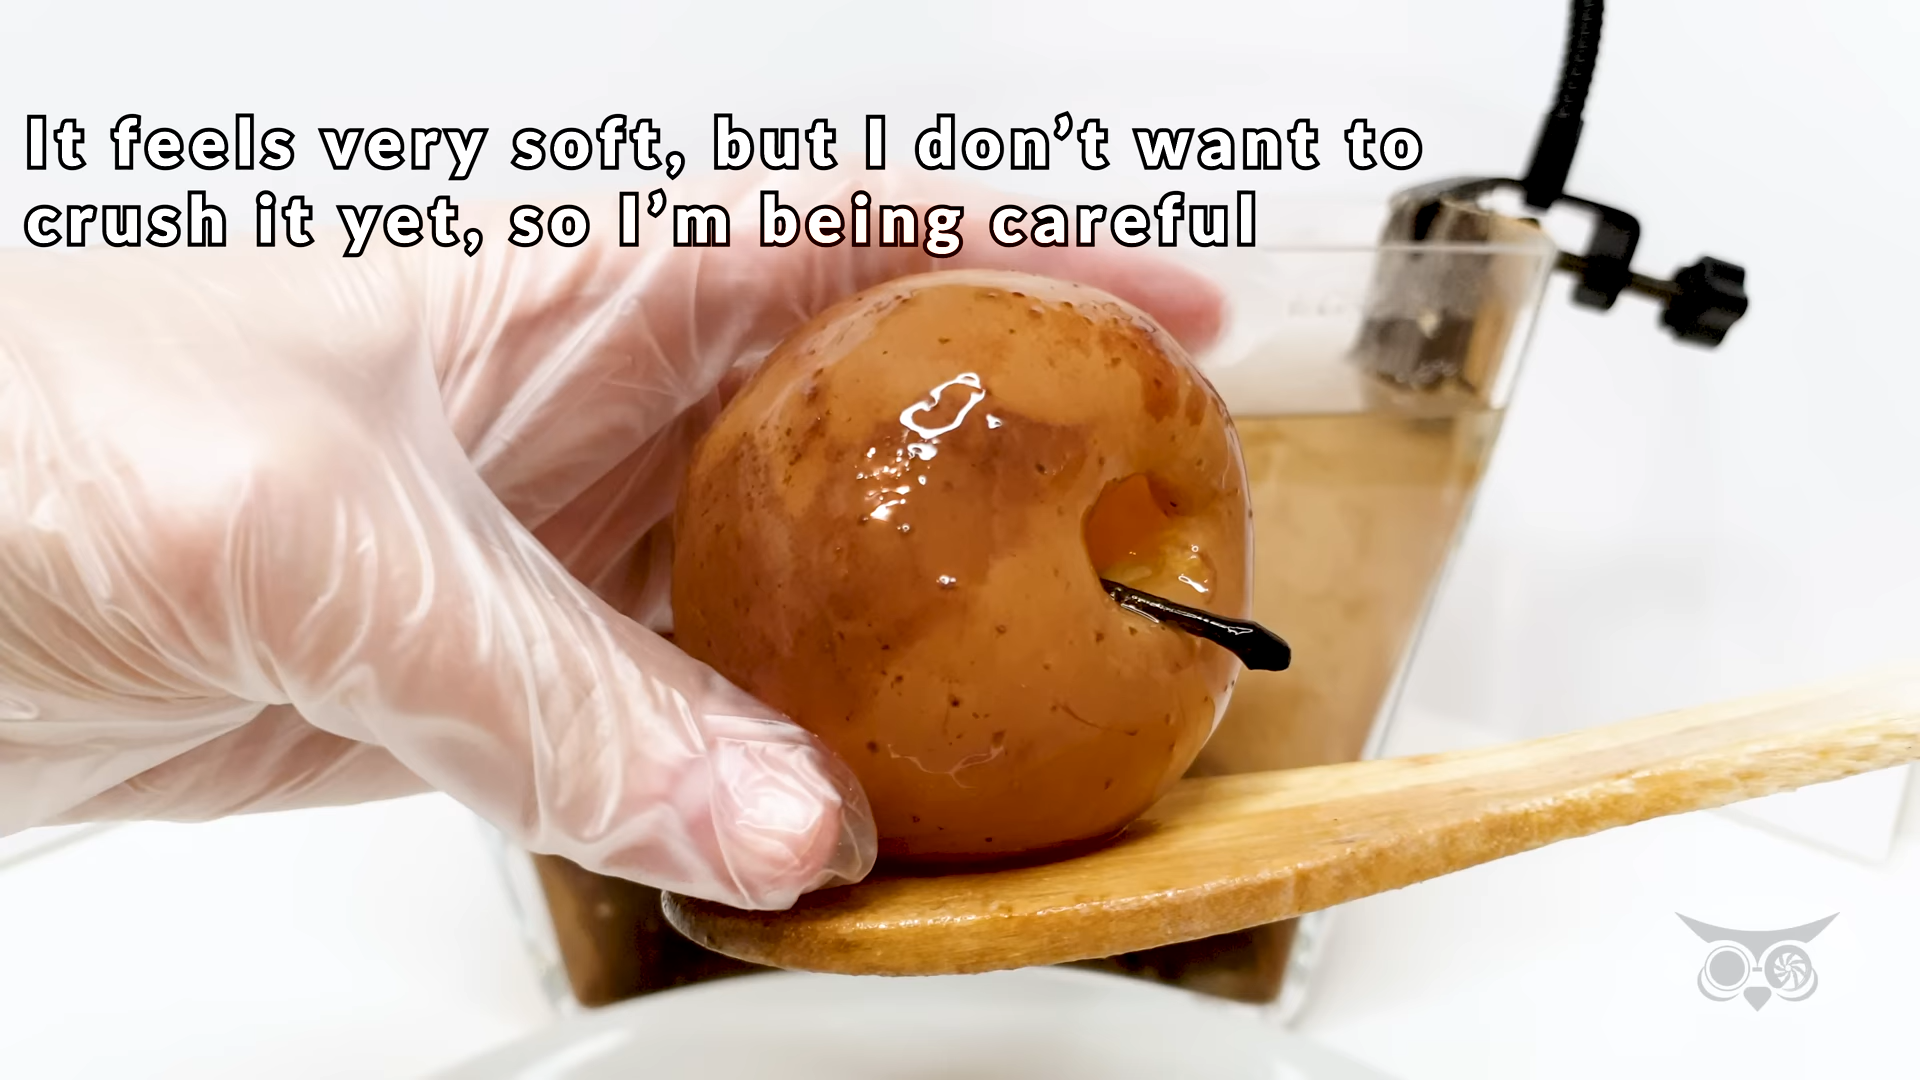 It feels very soft, but I don’t want to
crush it yet, so I’m being careful